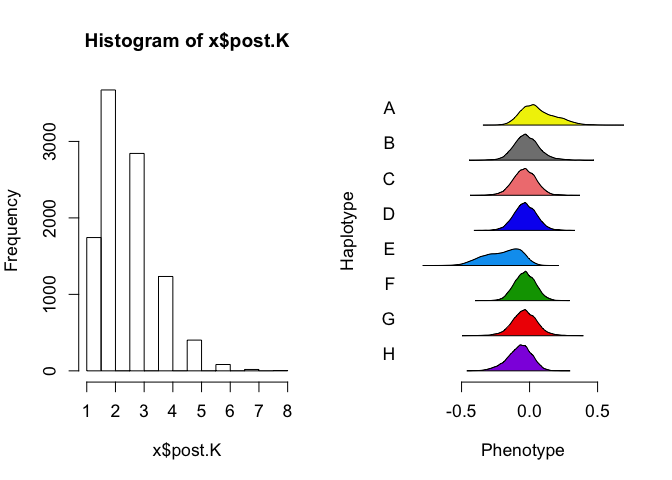 Histogram of x$post.K
Frequency
0
1000
2000
3000
1 2 3 4 5 6 7 8
x$post.K
Haplotype
A
B
C
D
E
F
G
H
-0.5 0.0 0.5
Phenotype